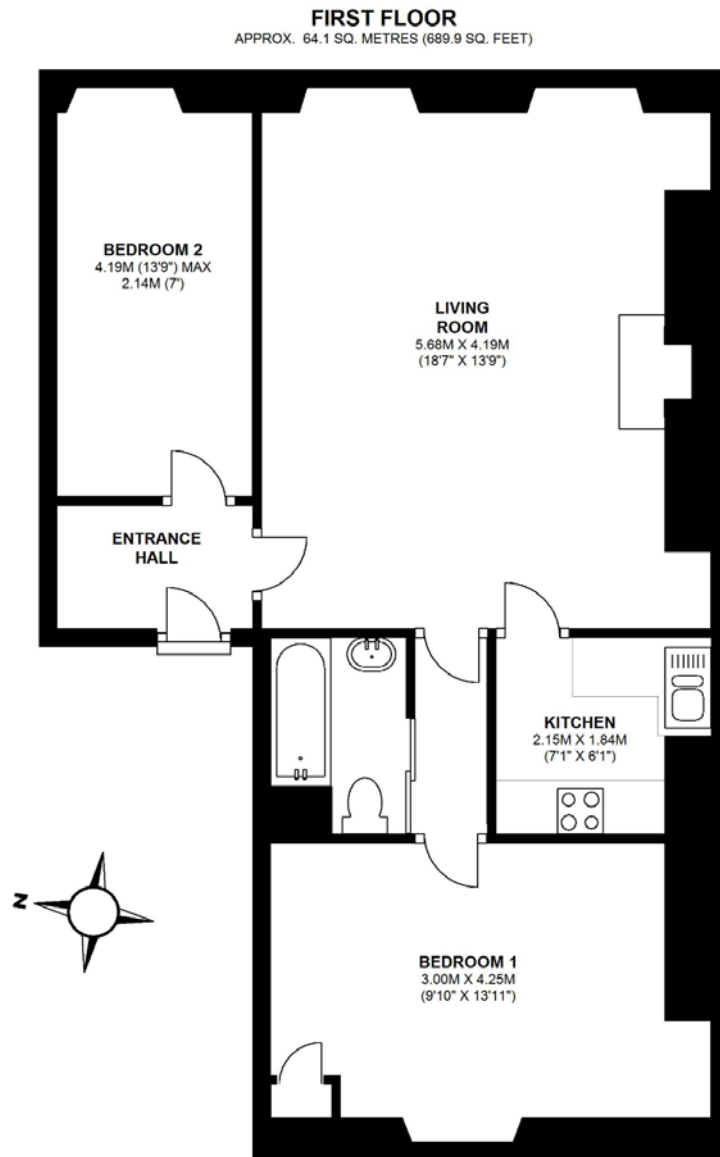 FIRST FLOOR
APPROX. 64.1 SQ. METRES (689.9 SQ. FEET)
BEDROOM 2
4.19M (13'9") MAX
2.14M (7')
LIVING
ROOM
5.68M X 4.19M
(18'7" X 13'9")
ENTRANCE
HALL
KITCHEN
2.15M X 1.84M
(7'1" X 6'1")
N
BEDROOM 1
3.00M X 4.25M
(9'10" X 13'11")